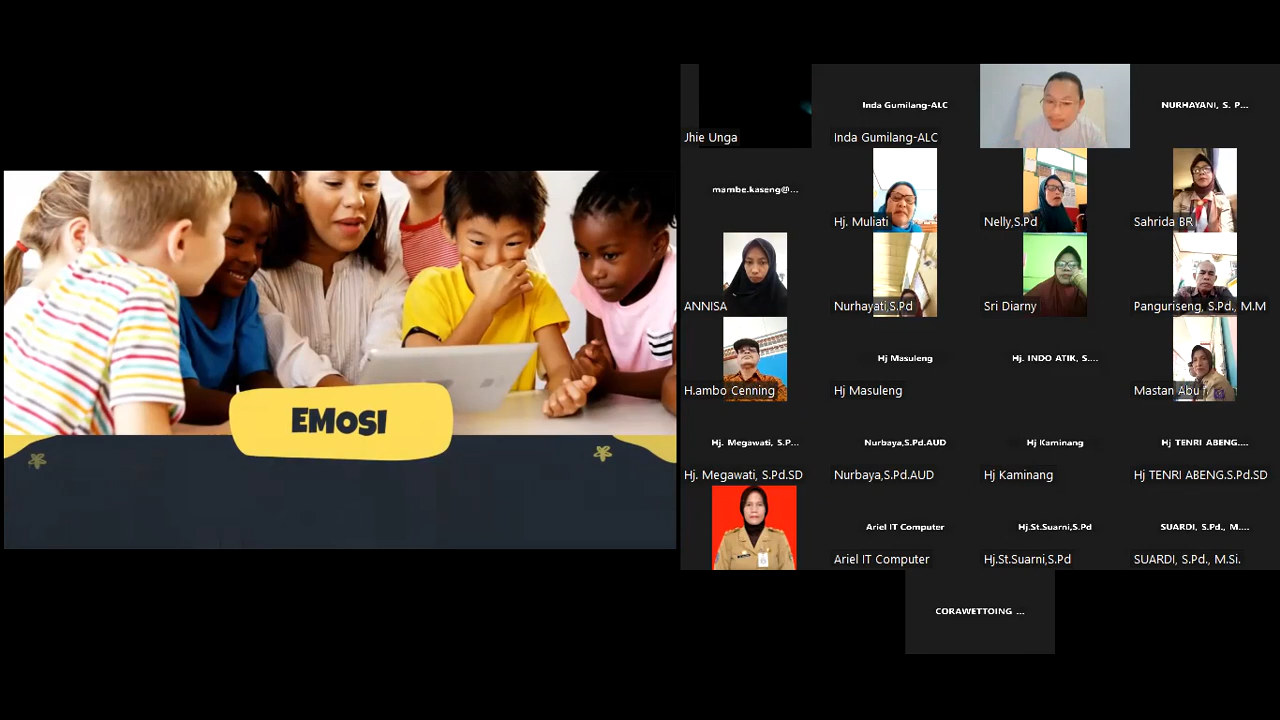 EMOSI
Jhie Unga
Inda Gumilang-ALC
Inda Gumilang-ALC
NURHAYANI, S. P...
mambe.kaseng@...
Hj. Muliati
Nelly,S.Pd
Sahrida BR
ANNISA
Nurhayati,S.Pd
Sri Diarny
Panguriseng, S.Pd., M.M
H.ambo Cenning
Hj Masuleng
Hj Masuleng
Hj. INDO ATIK, S....
Mastan Abu
Hj. Megawati, S.P...
Hj. Megawati, S.Pd.SD
Nurbaya,S.Pd.AUD
Nurbaya,S.Pd.AUD
Hj Kaminang
Hj Kaminang
Hj TENRI ABENG....
Hj TENRI ABENG.S.Pd.SD
Ariel IT Computer
Ariel IT Computer
Hj.St.Suarni,S.Pd
Hj.St.Suarni,S.Pd
SUARDI, S.Pd., M....
SUARDI, S.Pd., M.Si.
CORAWETTOING ...